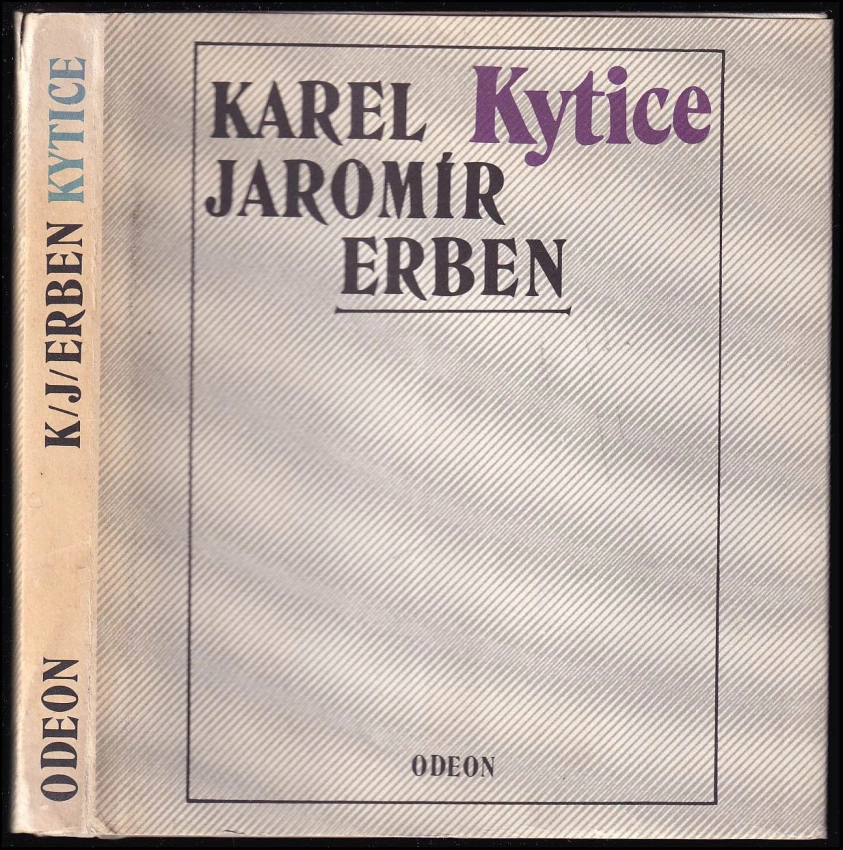 KAREL Kytice
JAROMÍR
ERBEN
ODEON
K/J/ERBEN KYTICE
ODEON